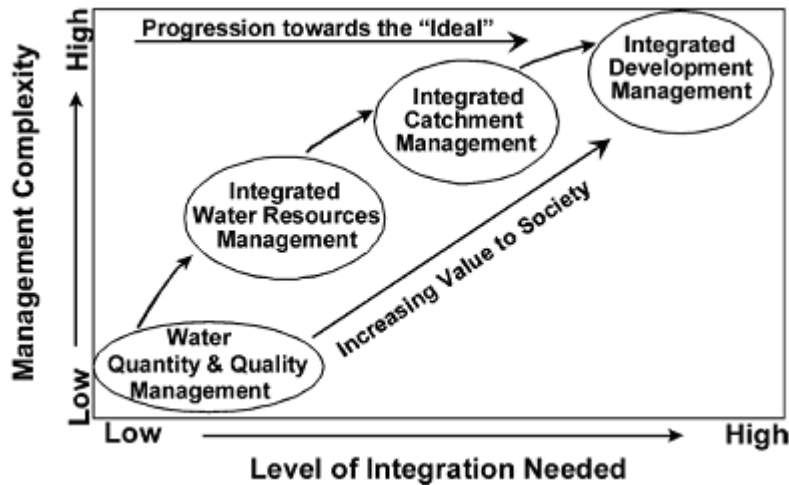 Progression towards the “Ideal”
Integrated
Development
Management
Integrated
Catchment
Management
Integrated
Water Resources
Management
Water
Quantity & Quality
Management
Increasing Value to Society
Management Complexity
High
Low
Low
High
Level of Integration Needed